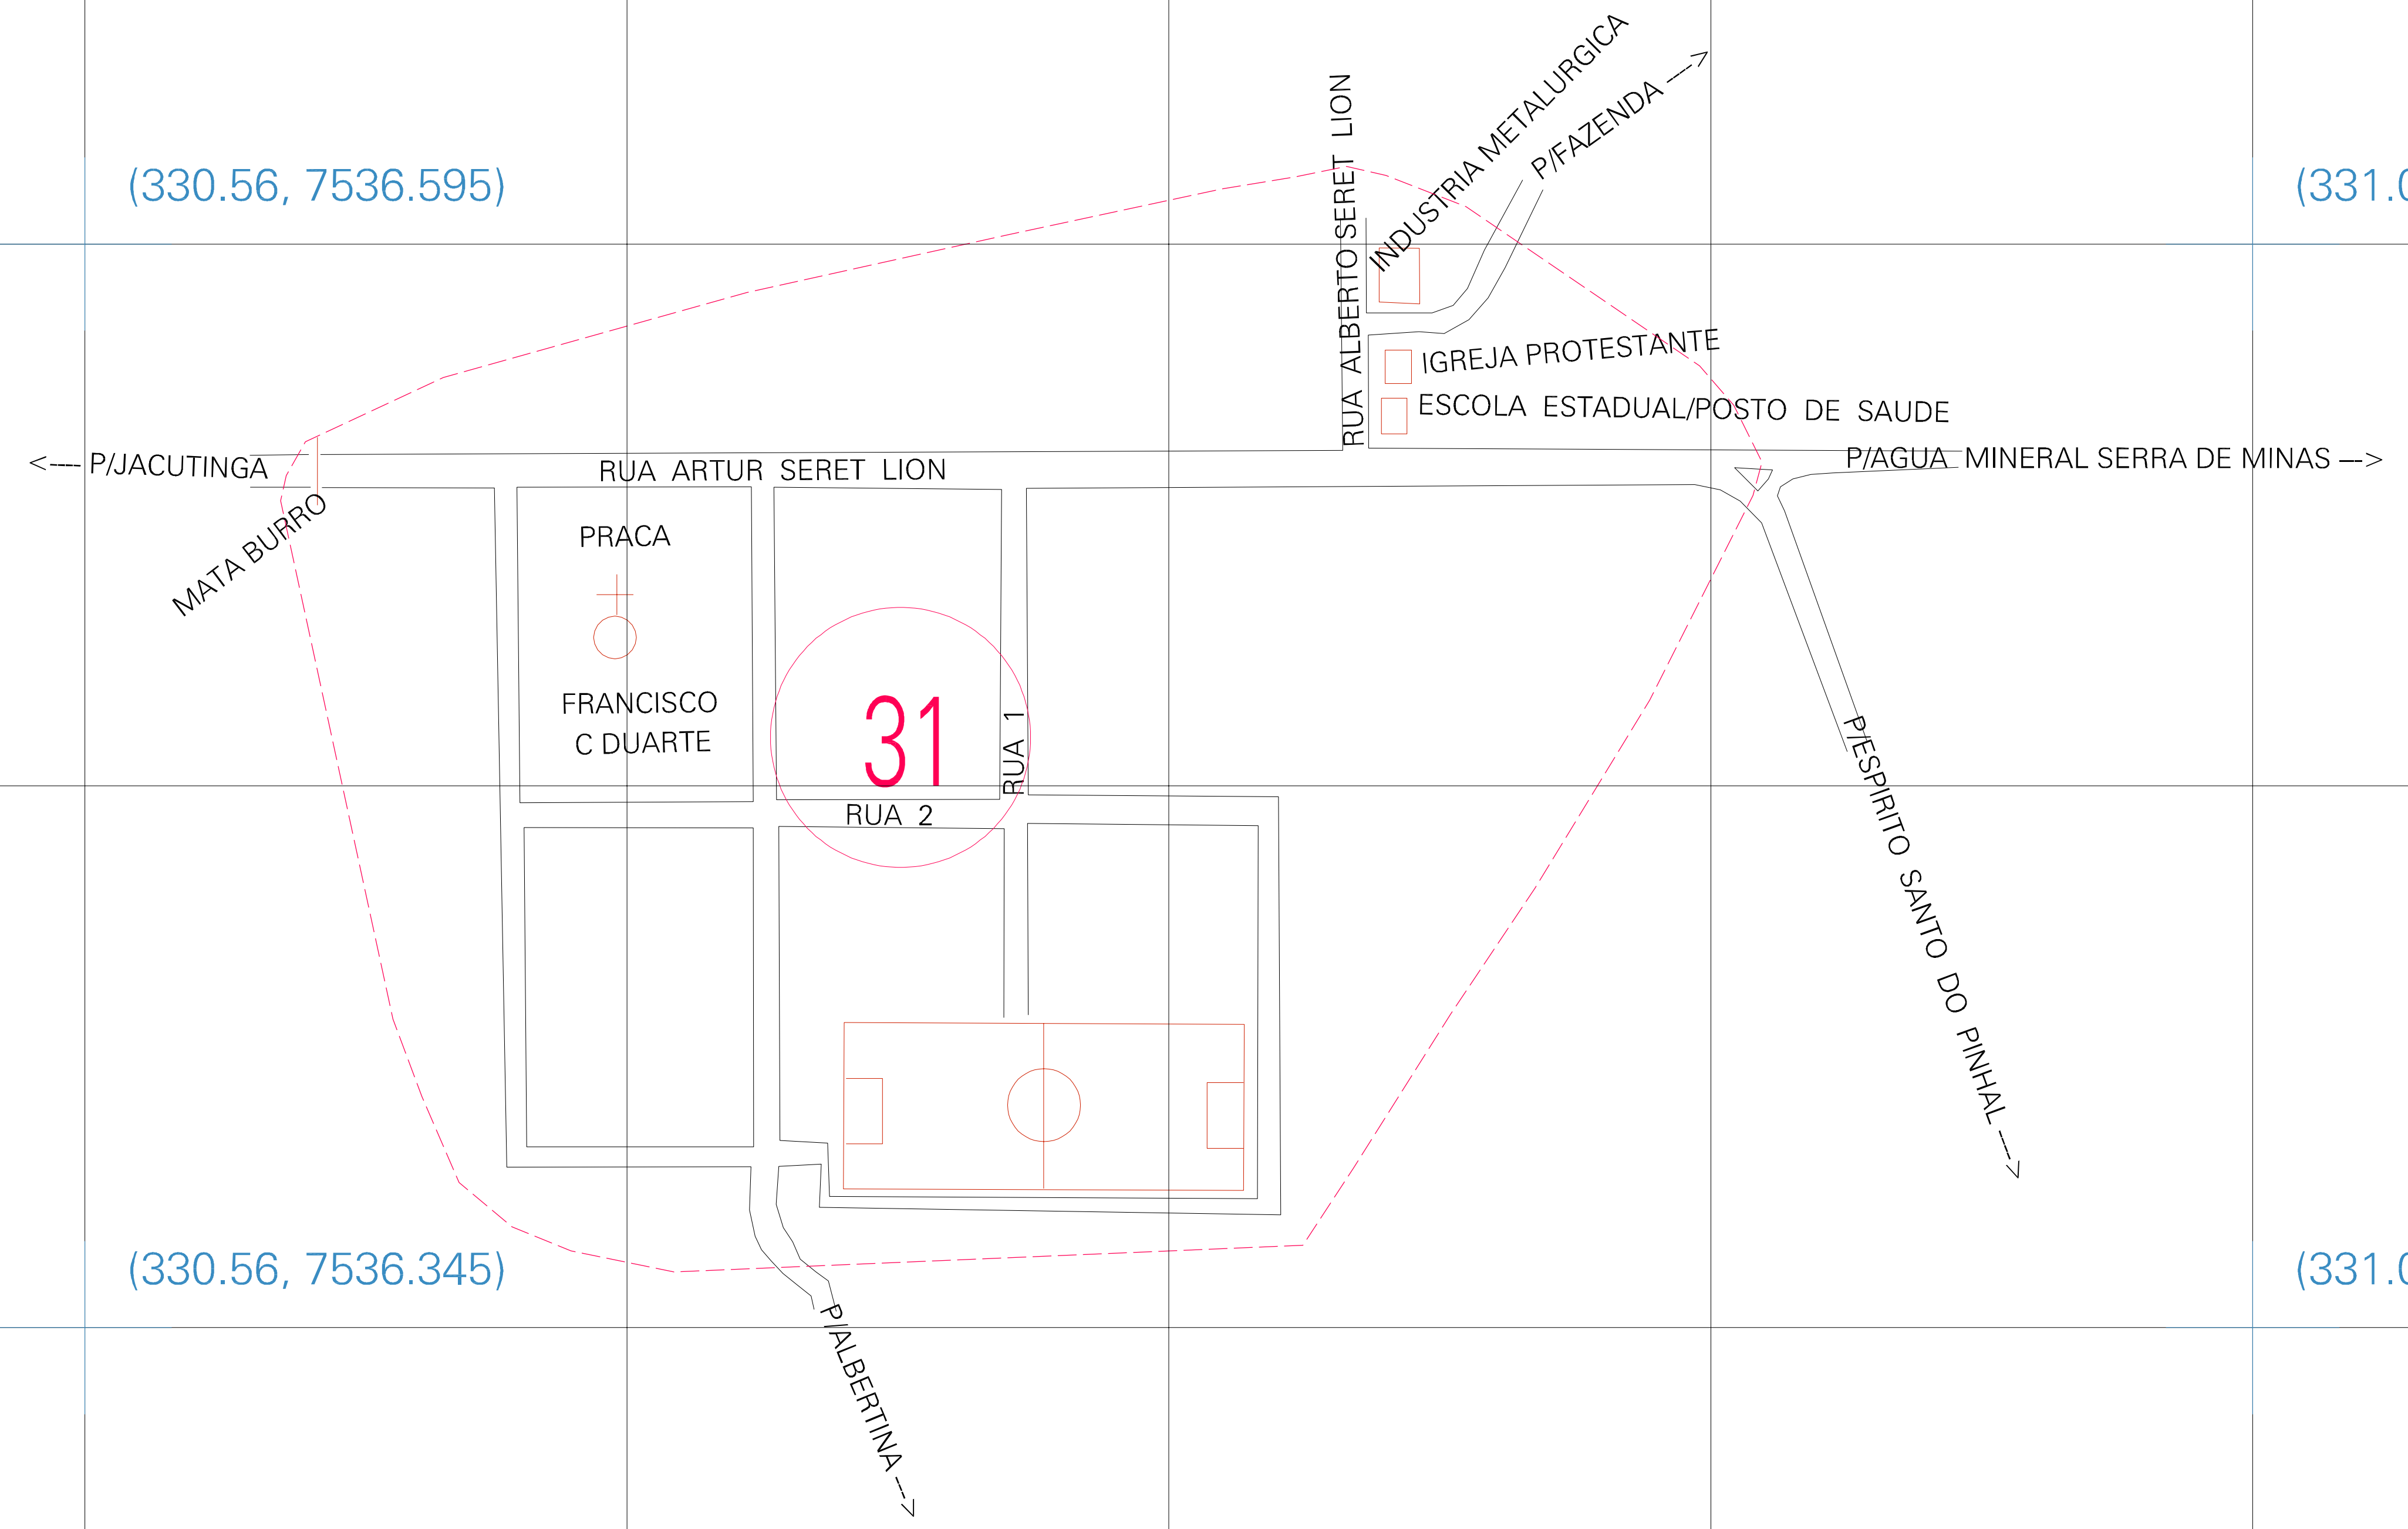 INDUSTRIA METALURGICA
P/FAZENDA ---->
RUA ALBERTO SERET LION
(330.56, 7536.595)
(331.0
IGREJA PROTESTANTE
ESCOLA ESTADUAL/POSTO DE SAUDE
<---- P/JACUTINGA
RUA ARTUR SERET LION
P/AGUA MINERAL SERRA DE MINAS -->
MATA BURRO
PRACA
FRANCISCO
C DUARTE
31
RUA 1
RUA 2
P/ESPIRITO SANTO DO PINHAL ---->
(330.56, 7536.345)
(331.0
P/ALBERTINA --->